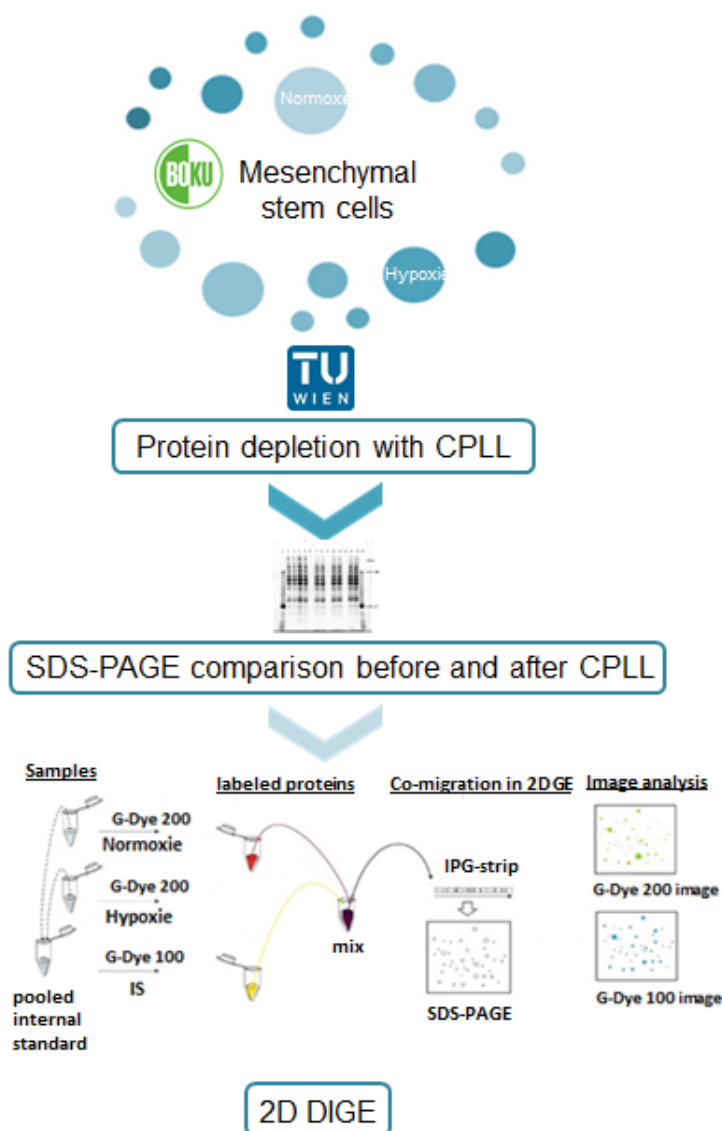 Normoxie
BOKU
Mesenchymal
stem cells
Hypoxie
TU
WIEN
Protein depletion with CPLL
SDS-PAGE comparison before and after CPLL
Samples
labeled proteins
Co-migration in 2DGE
Image analysis
G-Dye 200
Normoxie
G-Dye 200
Hypoxie
G-Dye 100
IS
pooled
internal
standard
mix
IPG-strip
SDS-PAGE
G-Dye 200 image
G-Dye 100 image
2D DIGE